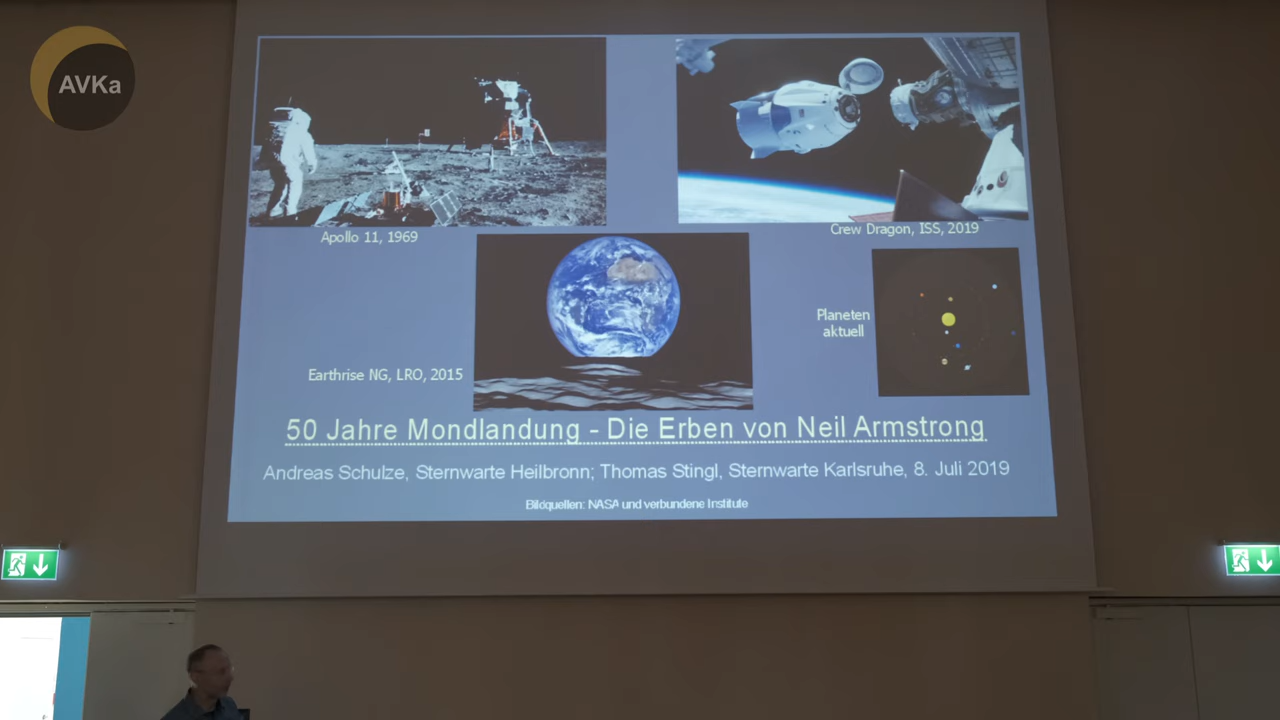 AVKa
Apollo 11, 1969
Crew Dragon, ISS, 2019
Planeten
aktuell
Earthrise NG, LRO, 2015
50 Jahre Mondlandung - Die Erben von Neil Armstrong
Andreas Schulze, Sternwarte Heilbronn; Thomas Stingl, Sternwarte Karlsruhe, 8. Juli 2019
Bildquellen: NASA und verbundene Institute